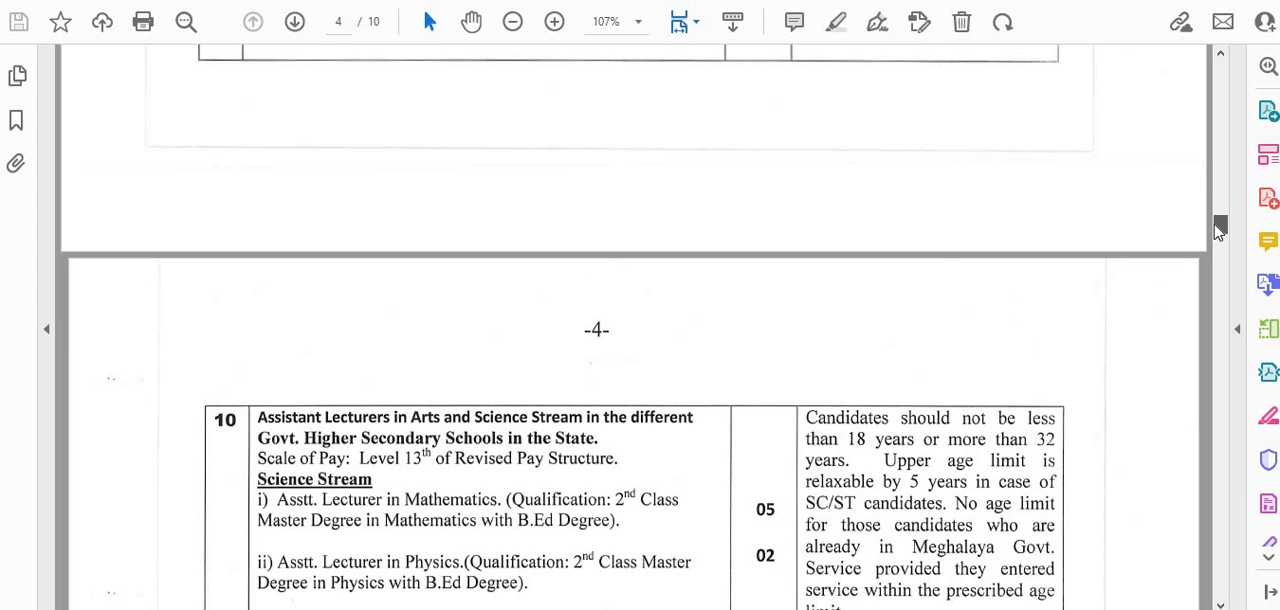 4 / 10
107%
-4-
10
Assistant Lecturers in Arts and Science Stream in the different
Govt. Higher Secondary Schools in the State.
Scale of Pay: Level 13th of Revised Pay Structure.
Science Stream
i) Asstt. Lecturer in Mathematics. (Qualification: 2nd Class
Master Degree in Mathematics with B.Ed Degree).
ii) Asstt. Lecturer in Physics.(Qualification: 2nd Class Master
Degree in Physics with B.Ed Degree).
05
02
Candidates should not be less
than 18 years or more than 32
years. Upper age limit is
relaxable by 5 years in case of
SC/ST candidates. No age limit
for those candidates who are
already in Meghalaya Govt.
Service provided they entered
service within the prescribed age
limit.